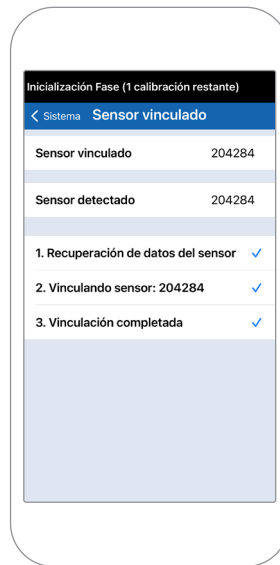 Inicialización Fase (1 calibración restante)
Sistema Sensor vinculado
Sensor vinculado 204284
Sensor detectado 204284
1. Recuperación de datos del sensor
2. Vinculando sensor: 204284
3. Vinculación completada